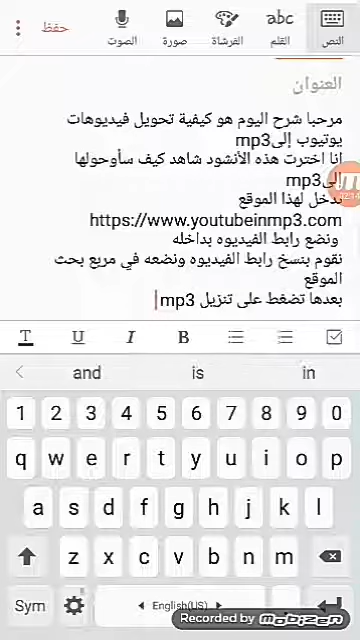 حفظ
الصوت
صورة
الفرشاة
abc
القلم
النص
العنوان
مرحبا شرح اليوم هو كيفية تحويل فيديوهات
يوتيوب إلىmp3
انا اخترت هذه الأنشود شاهد كيف سأوحولها
إلىmp3
ندخل لهذا الموقع
https://www.youtubeinmp3.com
ونضع رابط الفيديوه بداخله
نقوم بنسخ رابط الفيديوه ونضعه في مربع بحث
الموقع
بعدها تضغط على تنزيل mp3
02:14
T U I B
and is in
1 2 3 4 5 6 7 8 9 0
q w e r t y u i o p
a s d f g h j k l
z x c v b n m
Sym English(US)
Recorded by mobizen